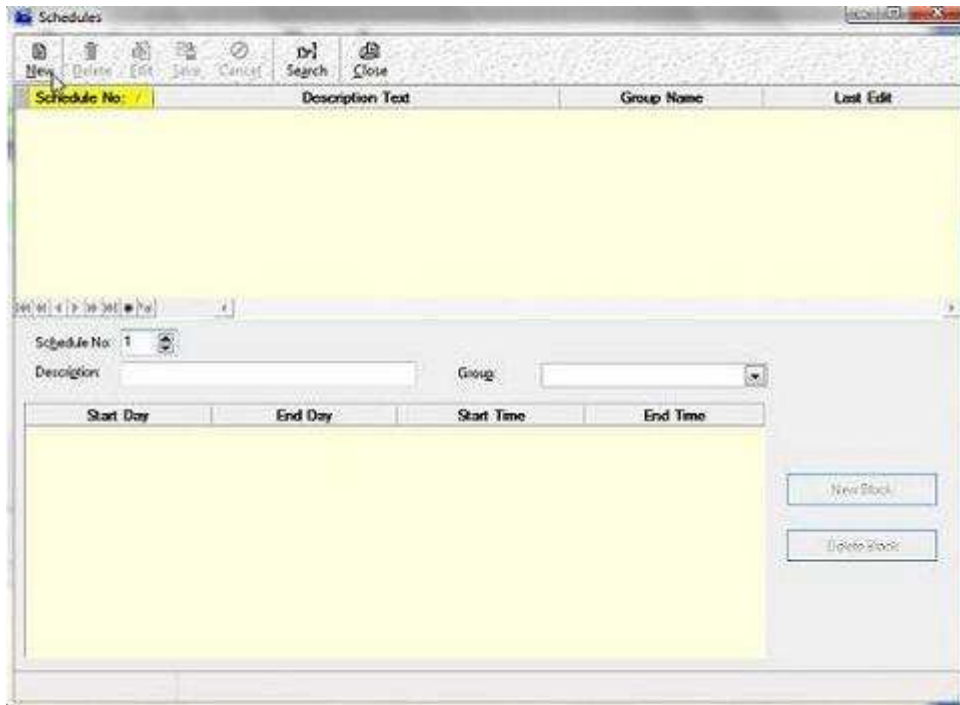 Schedules
New Delete Edit Save Cancel Search Close
Schedule No: Description Text Group Name Last Edit
Schedule No: 1
Description: Group:
Start Day End Day Start Time End Time
New Block
Delete Block